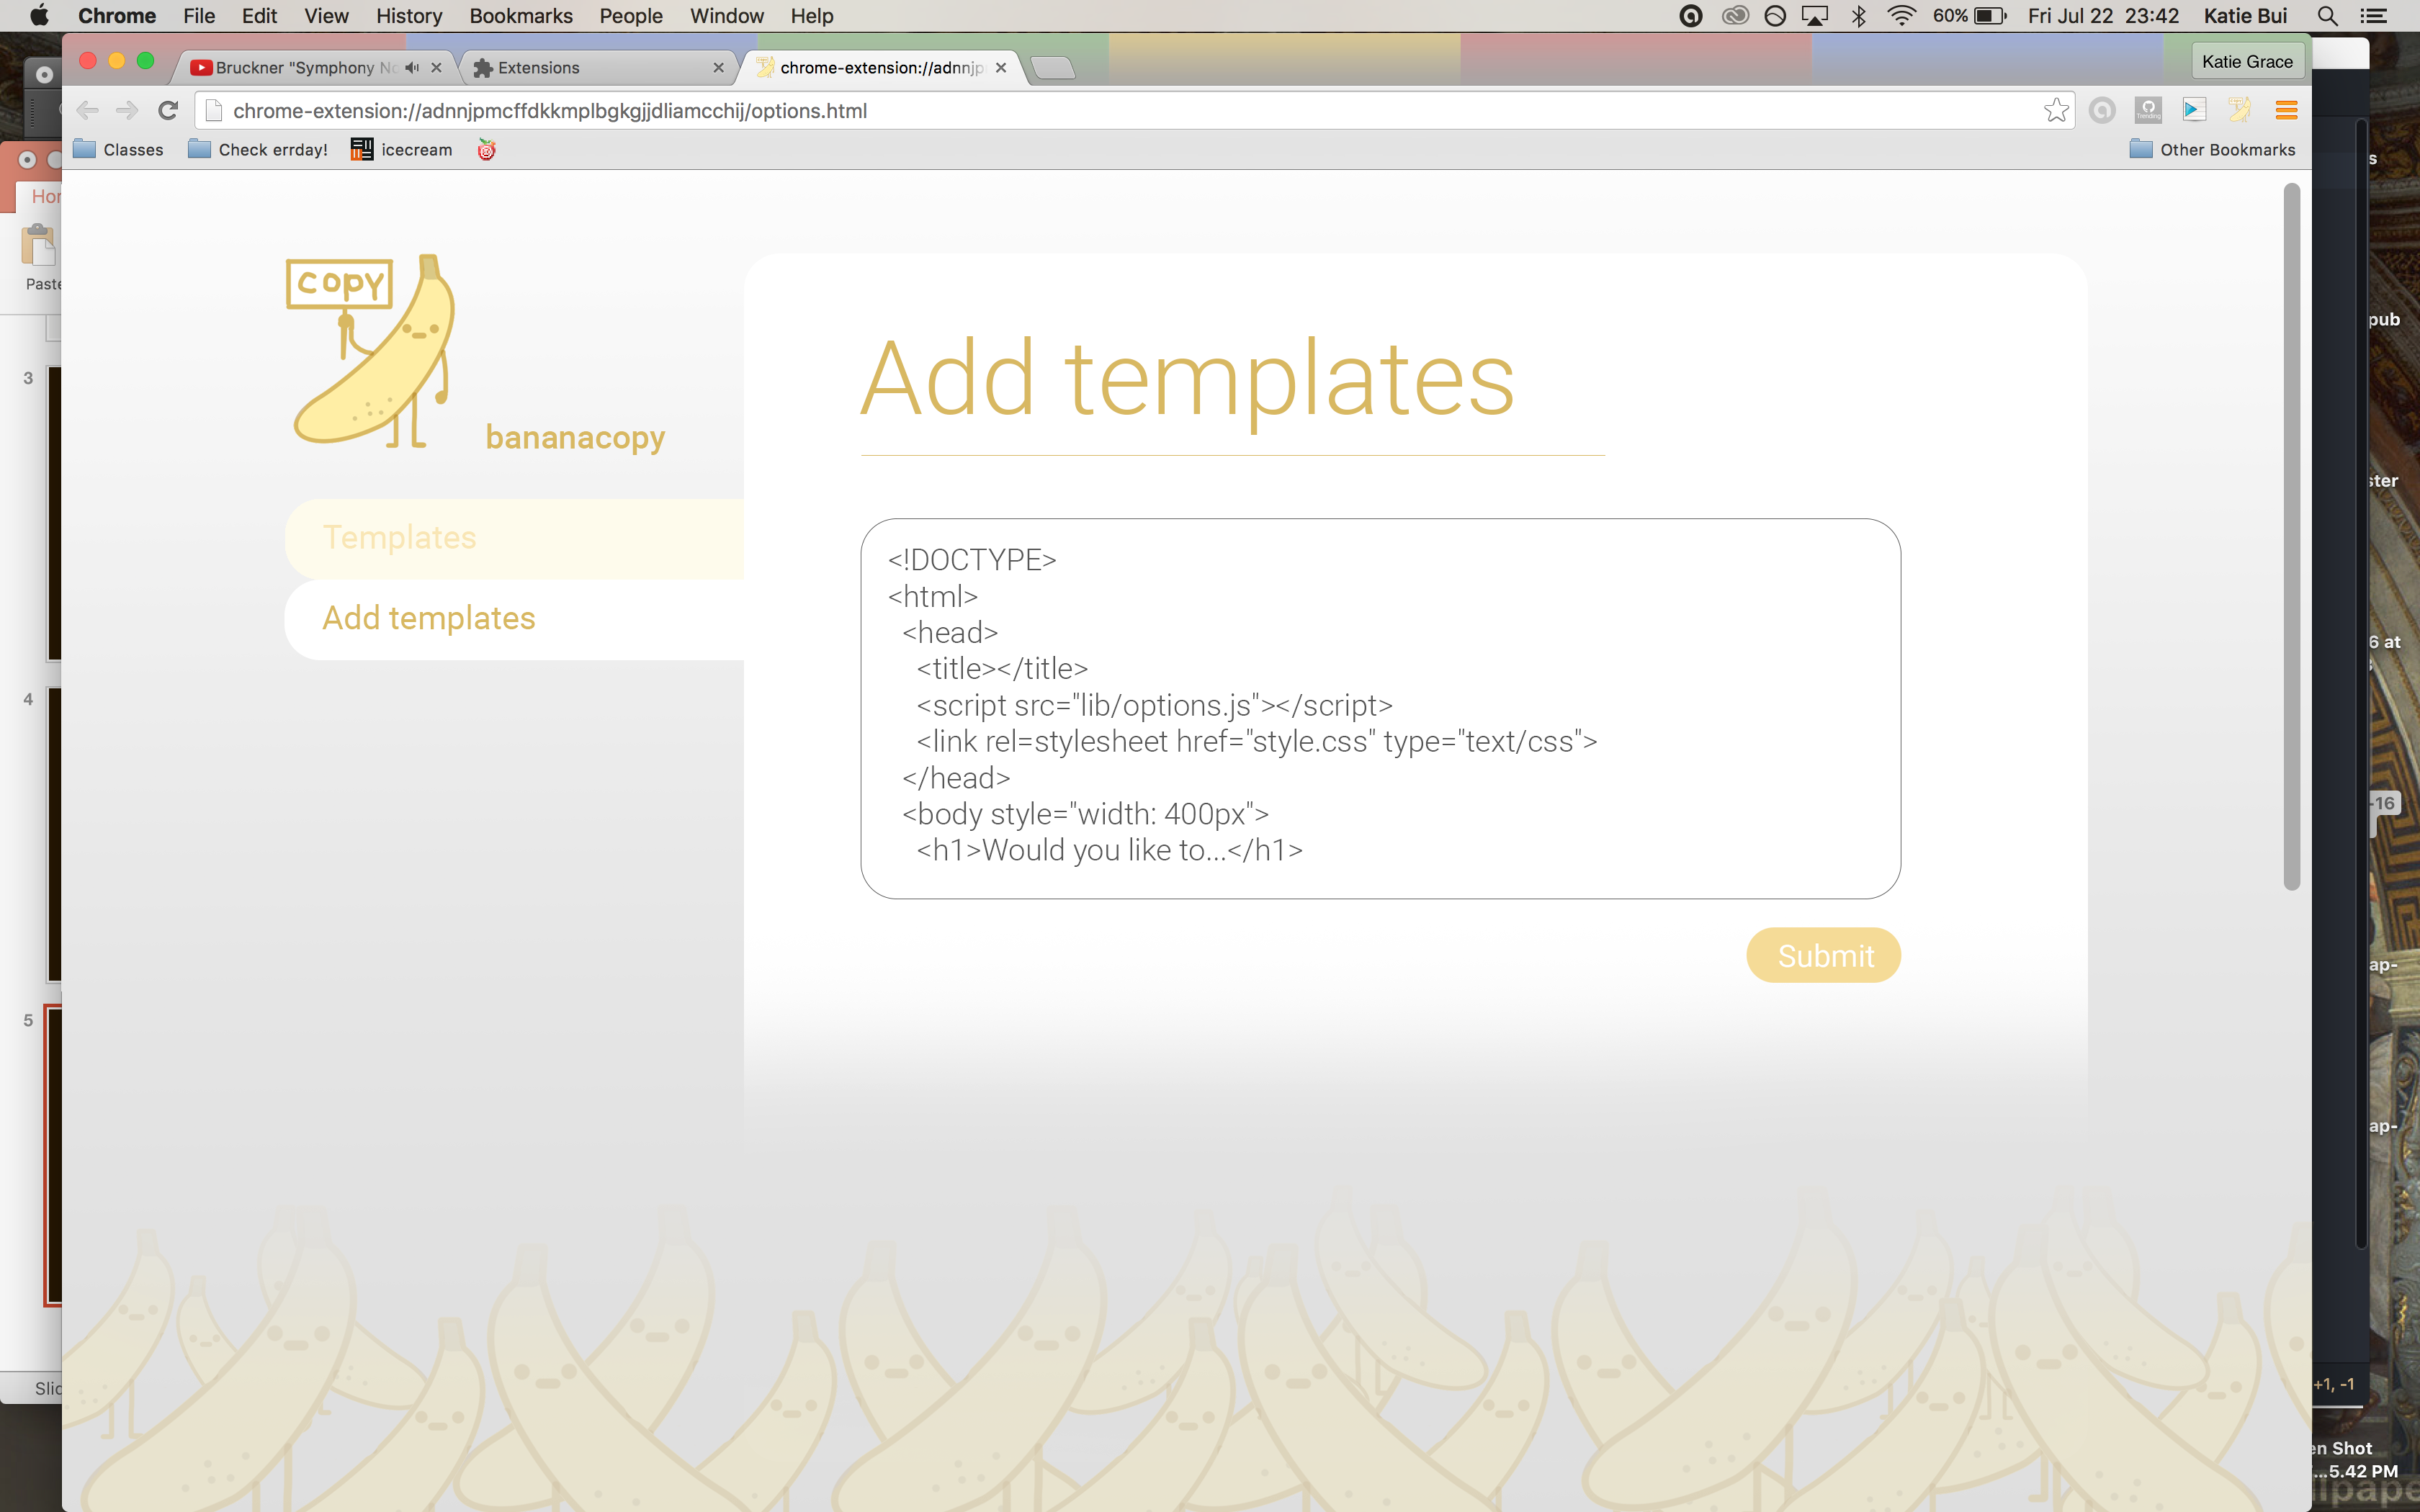 Chrome File Edit View History Bookmarks People Window Help 60% Fri Jul 22 23:42 Katie Bui
Bruckner "Symphony No
Extensions
chrome-extension://adnnjp
Katie Grace
chrome-extension://adnnjpmcffdkkmplbgkgjjdliamcchij/options.html
Trending
Classes
Check errday!
icecream
Other Bookmarks
Paste
3
4
5
COPY
bananacopy
Templates
Add templates
Add templates
<!DOCTYPE>
<html>
<head>
<title></title>
<script src="lib/options.js"></script>
<link rel=stylesheet href="style.css" type="text/css">
</head>
<body style="width: 400px">
<h1>Would you like to...</h1>
Submit
pub
6 at
-16
ap-
ap-
+1, -1
en Shot
...5.42 PM